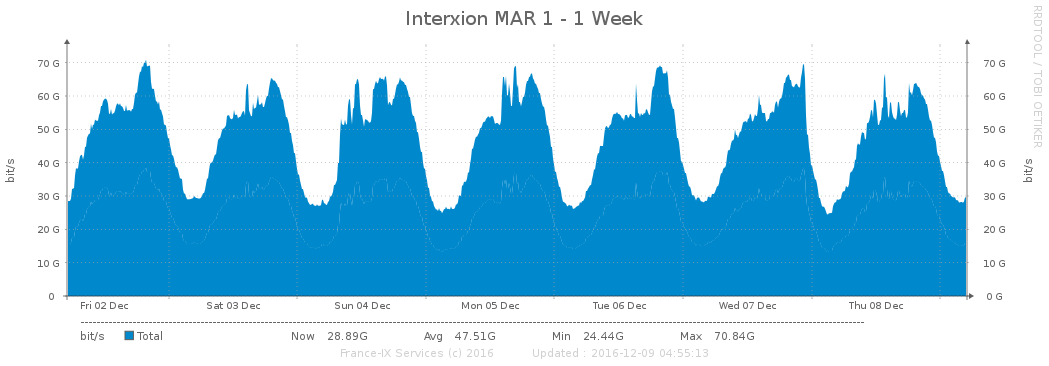 Interxion MAR 1 - 1 Week
RRDTOOL / TOBI OETIKER
bit/s
70 G 70 G
60 G 60 G
50 G 50 G
40 G 40 G
30 G 30 G
20 G 20 G
10 G 10 G
0 0 G
bit/s
Fri 02 Dec Sat 03 Dec Sun 04 Dec Mon 05 Dec Tue 06 Dec Wed 07 Dec Thu 08 Dec
bit/s Total Now 28.89G Avg 47.51G Min 24.44G Max 70.84G
France-IX Services (c) 2016 Updated : 2016-12-09 04:55:13